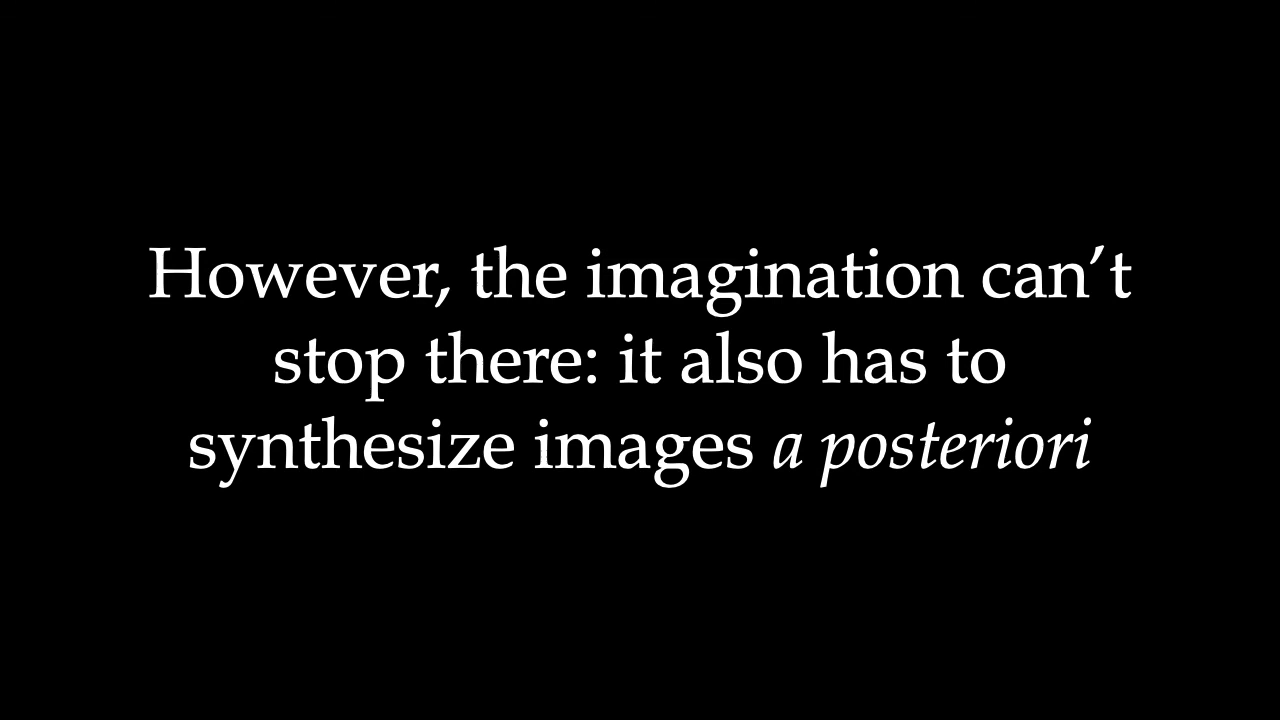 However, the imagination can’t
stop there: it also has to
synthesize images a posteriori